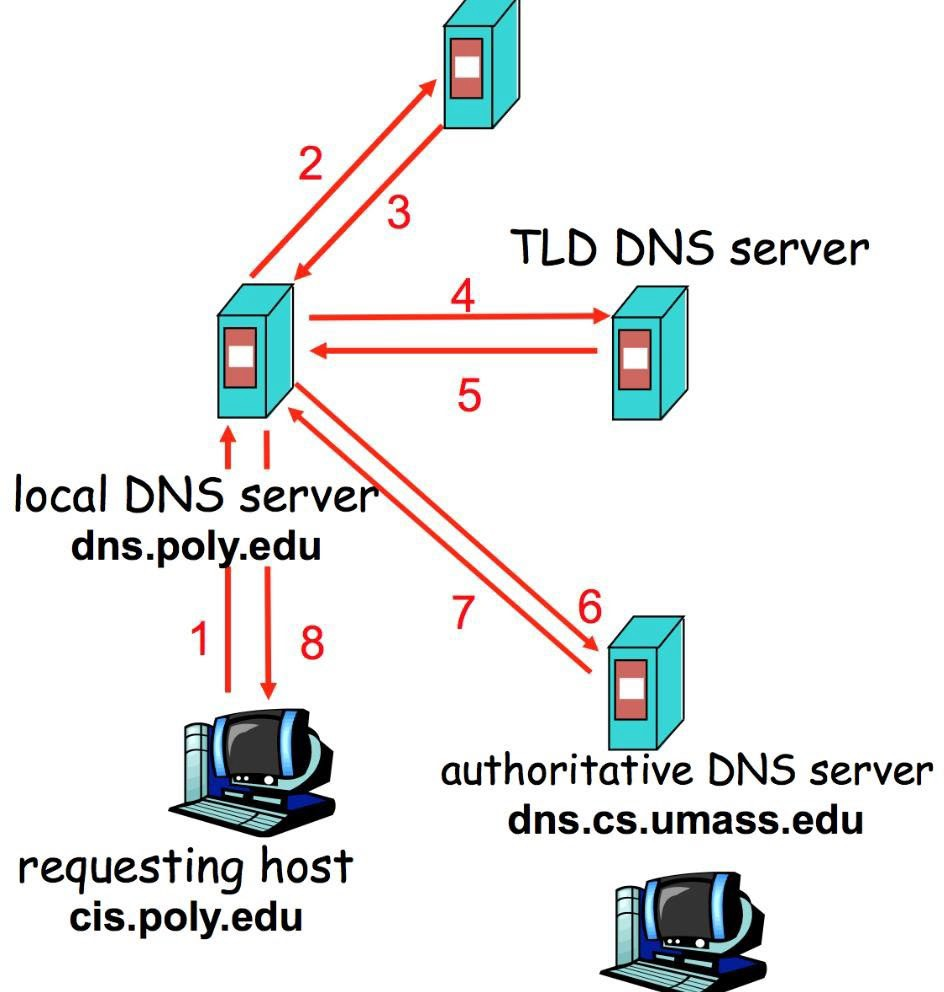 2
3
TLD DNS server
4
5
local DNS server
dns.poly.edu
1
8
7
6
authoritative DNS server
dns.cs.umass.edu
requesting host
cis.poly.edu